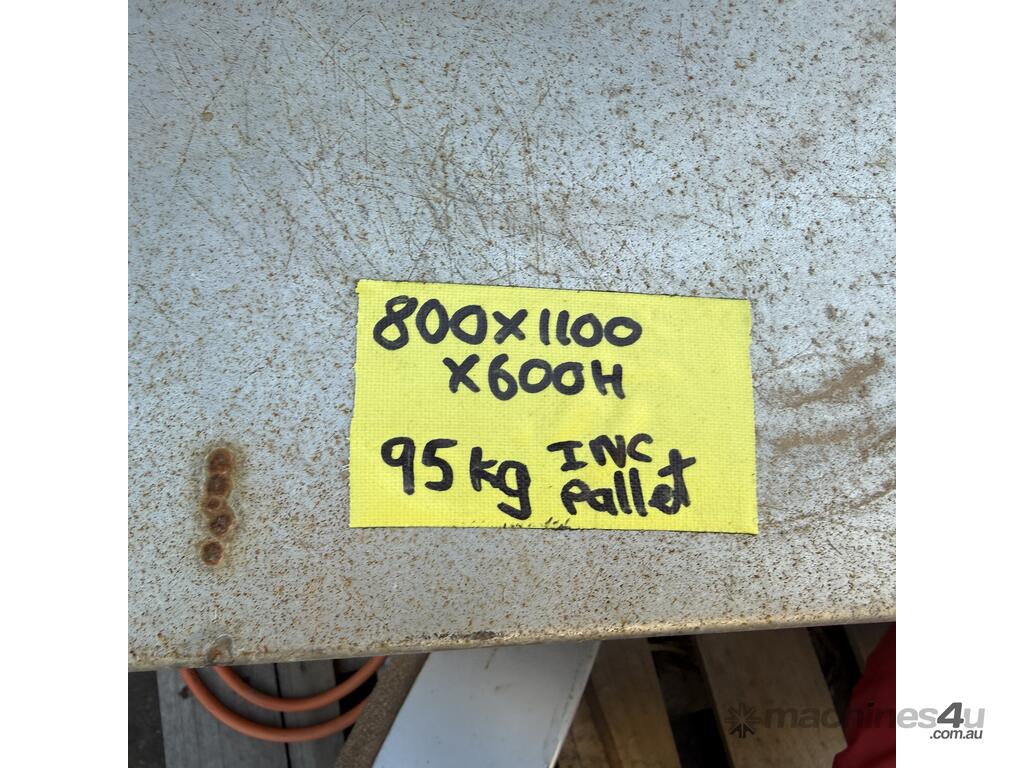 800X1100
X600H
95kg INC
Pallet
machines4u
.com.au